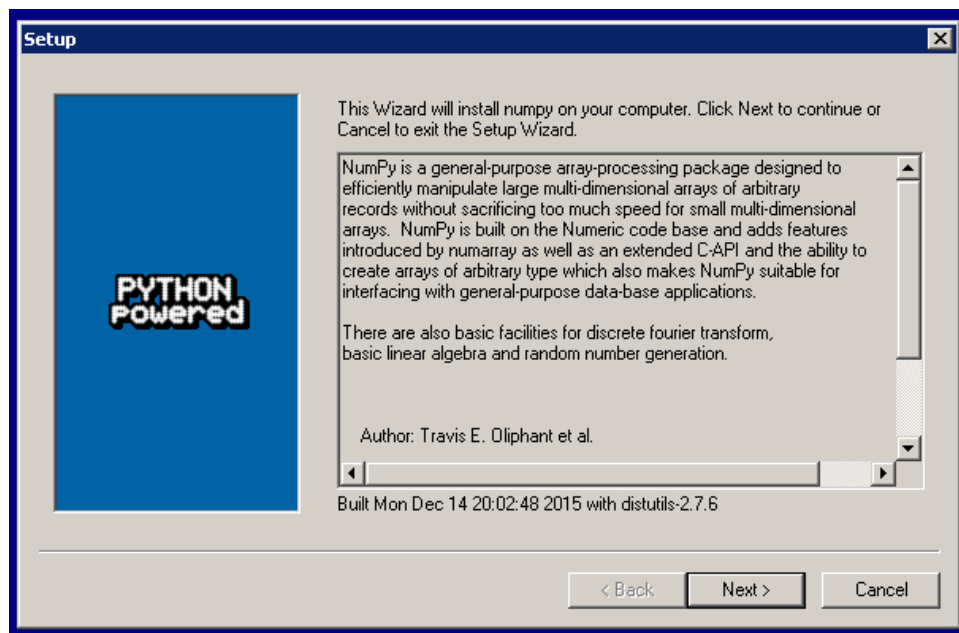 Setup
This Wizard will install numpy on your computer. Click Next to continue or
Cancel to exit the Setup Wizard.
NumPy is a general-purpose array-processing package designed to
efficiently manipulate large multi-dimensional arrays of arbitrary
records without sacrificing too much speed for small multi-dimensional
arrays.  NumPy is built on the Numeric code base and adds features
introduced by numarray as well as an extended C-API and the ability to
create arrays of arbitrary type which also makes NumPy suitable for
interfacing with general-purpose data-base applications.
There are also basic facilities for discrete fourier transform,
basic linear algebra and random number generation.
Author: Travis E. Oliphant et al.
PYTHON
Powered
Built Mon Dec 14 20:02:48 2015 with distutils-2.7.6
< Back
Next >
Cancel